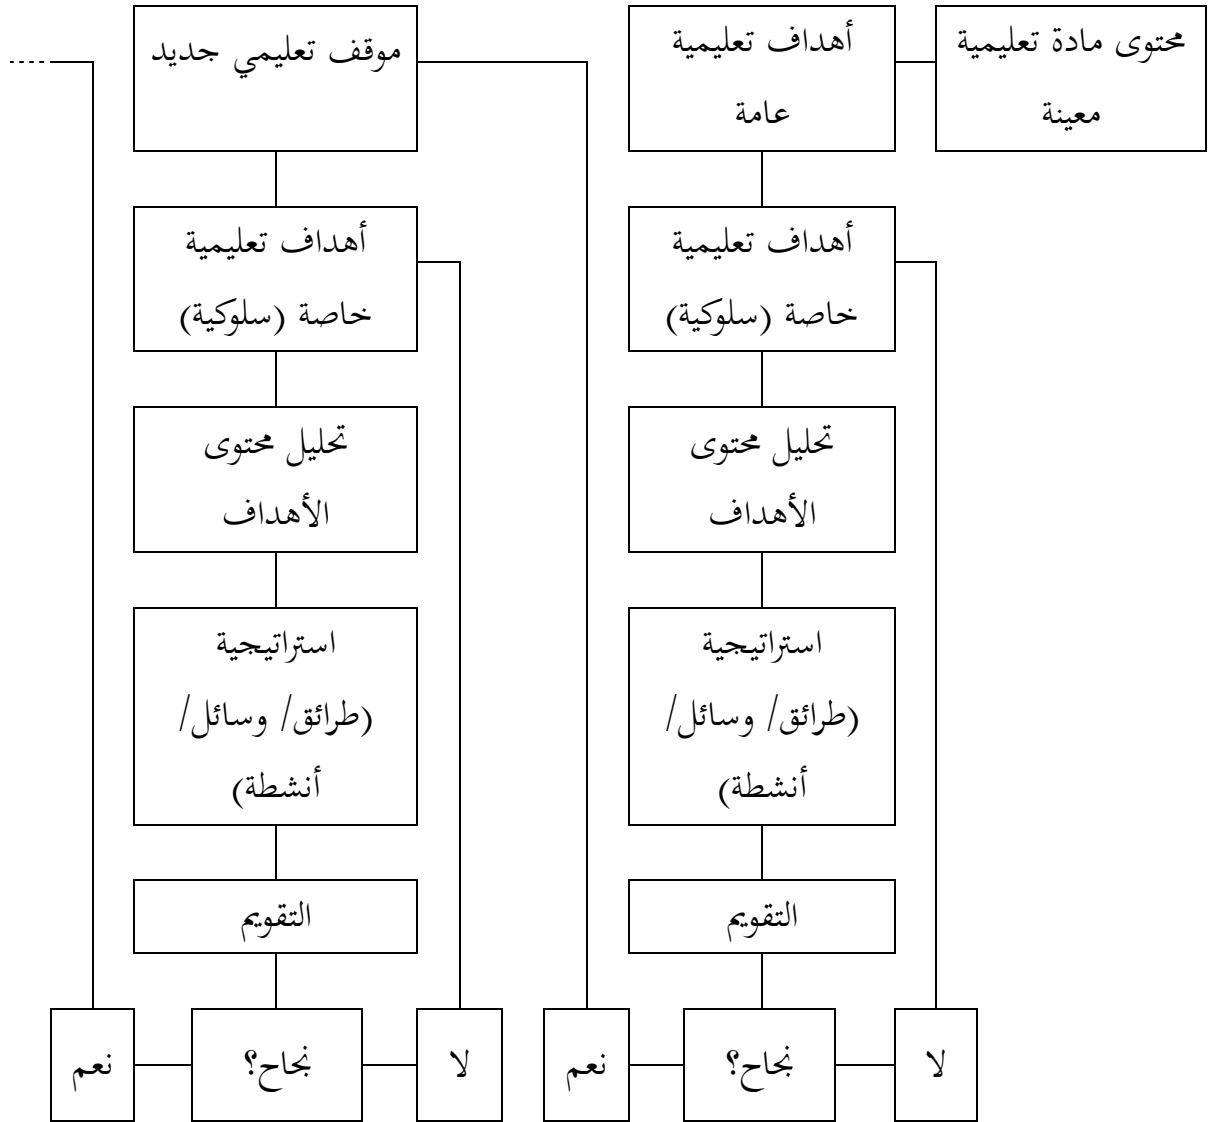 محتوى مادة تعليمية
معينة
أهداف تعليمية
عامة
أهداف تعليمية
خاصة (سلوكية)
تحليل محتوى
الأهداف
استراتيجية
(طرائق/ وسائل/
أنشطة)
التقويم
لا
نجاح؟
نعم
موقف تعليمي جديد
أهداف تعليمية
خاصة (سلوكية)
تحليل محتوى
الأهداف
استراتيجية
(طرائق/ وسائل/
أنشطة)
التقويم
لا
نجاح؟
نعم